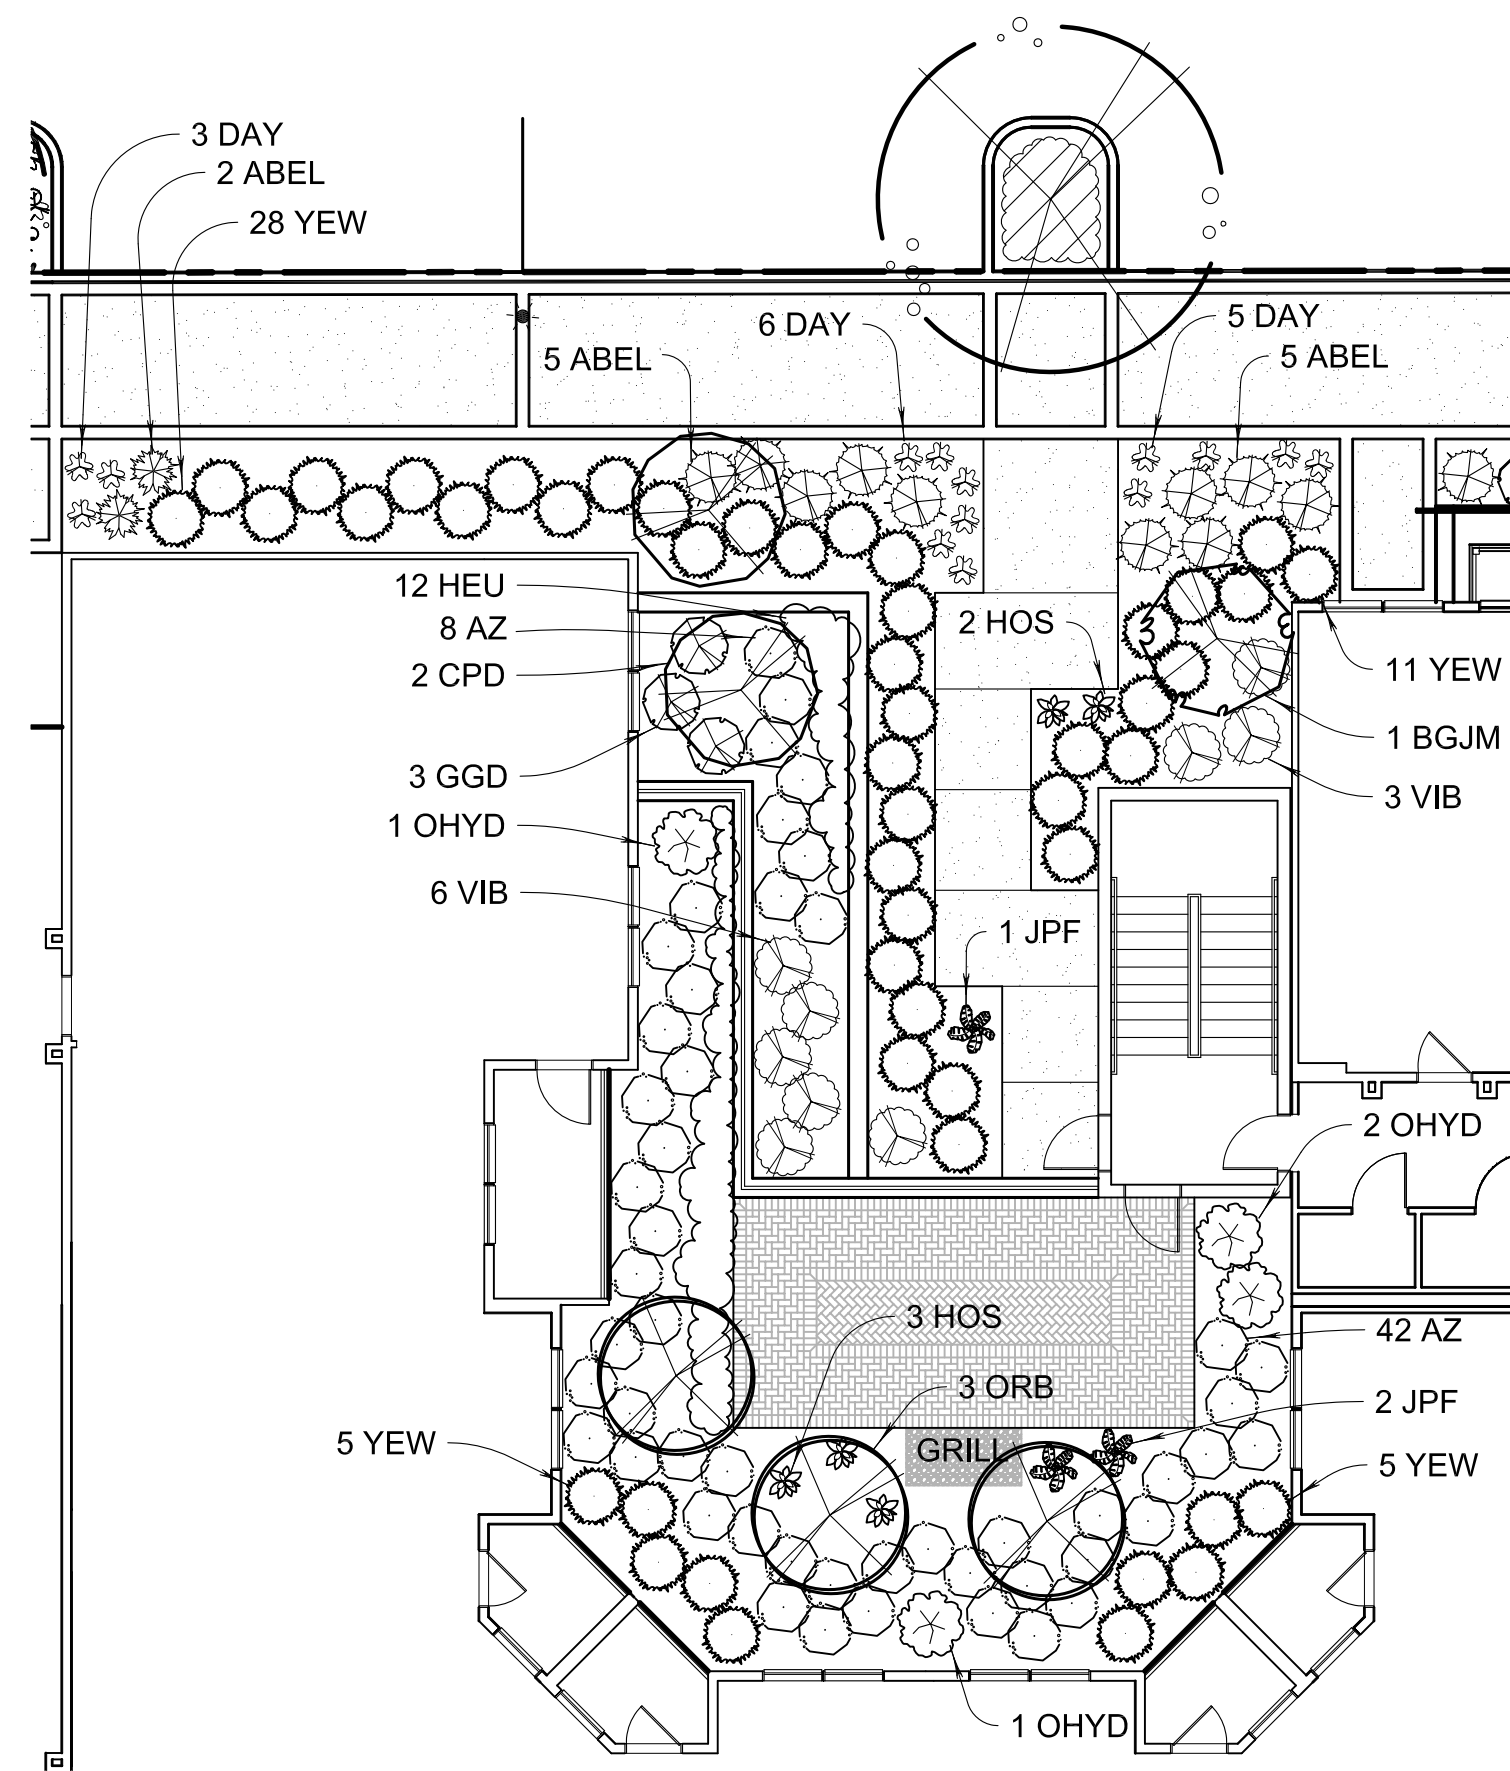 3 DAY
2 ABEL
28 YEW
6 DAY
5 DAY
5 ABEL
5 ABEL
12 HEU
8 AZ
2 CPD
3 GGD
1 OHYD
6 VIB
2 HOS
11 YEW
1 BGJM
3 VIB
1 JPF
2 OHYD
3 HOS
42 AZ
3 ORB
2 JPF
5 YEW
GRILL
5 YEW
1 OHYD